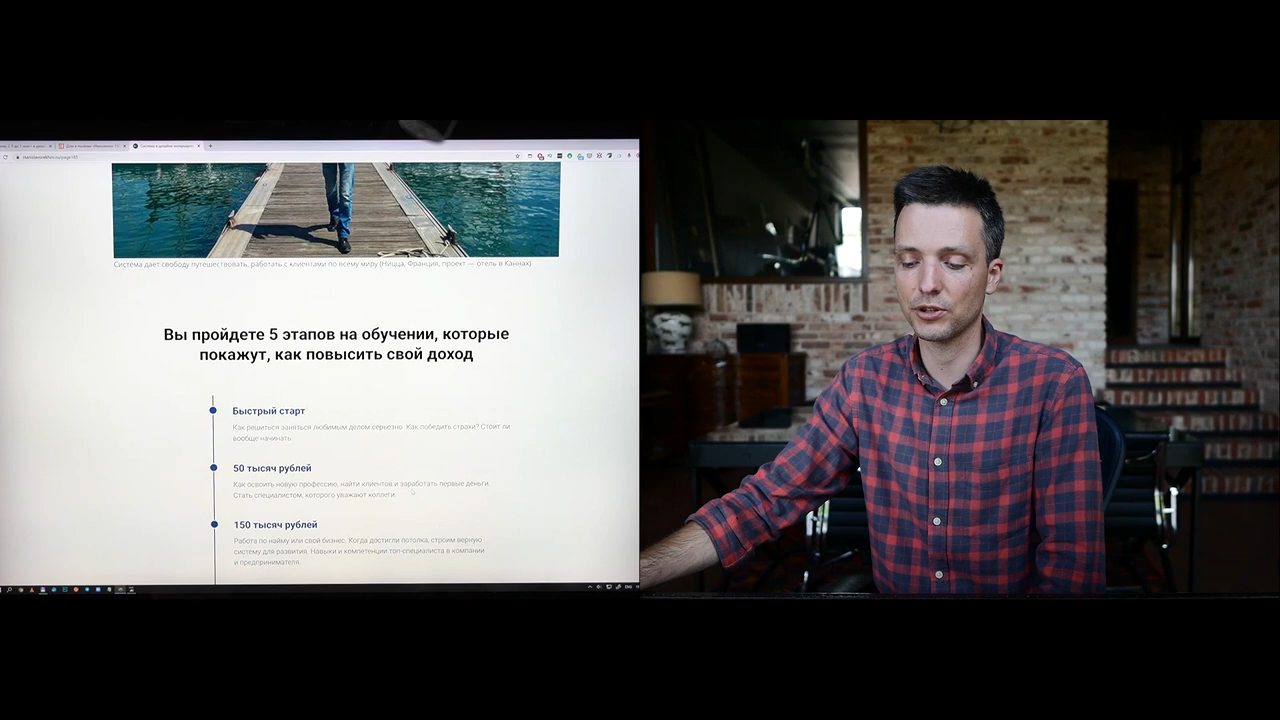 Система дает свободу путешествовать, работать с клиентами по всему миру (Ницца, Франция, проект — отель в Каннах)
Вы пройдете 5 этапов на обучении, которые
покажут, как повысить свой доход
Быстрый старт
Как решиться заняться любимым делом серьезно. Как победить страхи? Стоит ли
вообще начинать.
50 тысяч рублей
Как освоить новую профессию, найти клиентов и заработать первые деньги.
Стать специалистом, которого уважают коллеги.
150 тысяч рублей
Работа по найму или свой бизнес. Когда достигли потолка, строим верную
систему для развития. Навыки и компетенции топ-специалиста в компании
и предпринимателя.